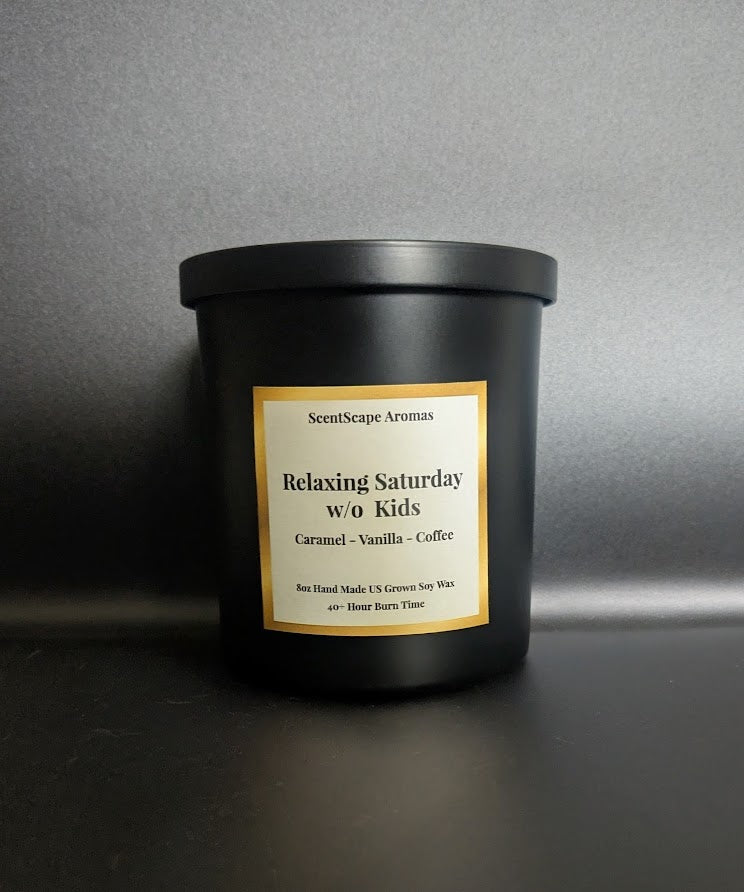 ScentScape Aromas
Relaxing Saturday
w/o Kids
Caramel - Vanilla - Coffee
8oz Hand Made US Grown Soy Wax
40+ Hour Burn Time